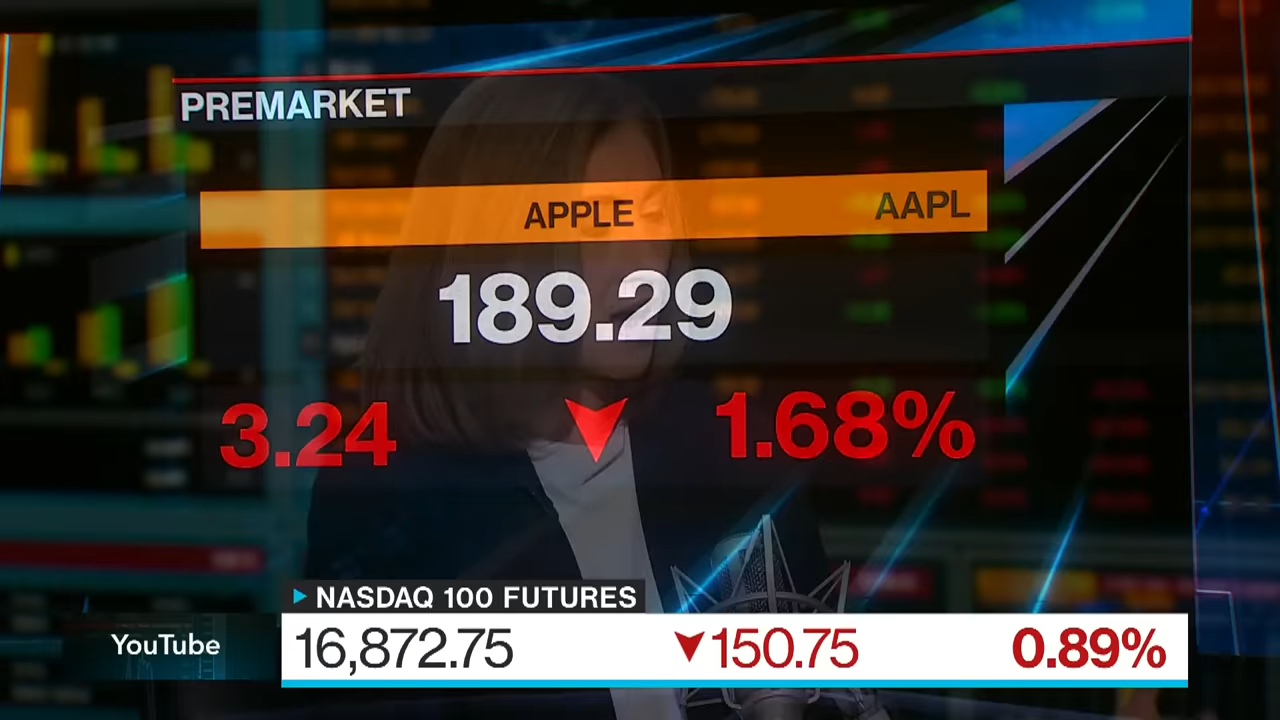 PREMARKET
APPLE AAPL
189.29
3.24 1.68%
NASDAQ 100 FUTURES
YouTube 16,872.75 150.75 0.89%